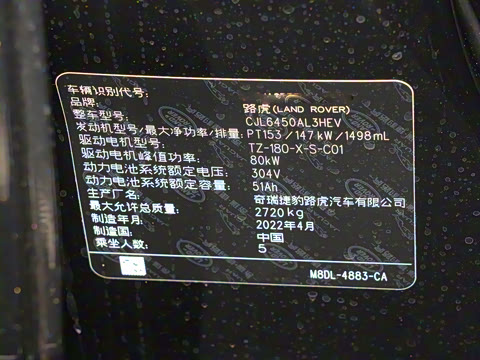 车辆识别代号:
品牌: 路虎(LAND ROVER)
整车型号: CJL6450AL3HEV
发动机型号/最大净功率/排量: PT153/147kW/1498mL
驱动电机型号: TZ-180-X-S-C01
驱动电机峰值功率: 80kW
动力电池系统额定电压: 304V
动力电池系统额定容量: 51Ah
生产厂名: 奇瑞捷豹路虎汽车有限公司
最大允许总质量: 2720kg
制造年月: 2022年4月
制造国: 中国
乘坐人数: 5
M8DL-4883-CA